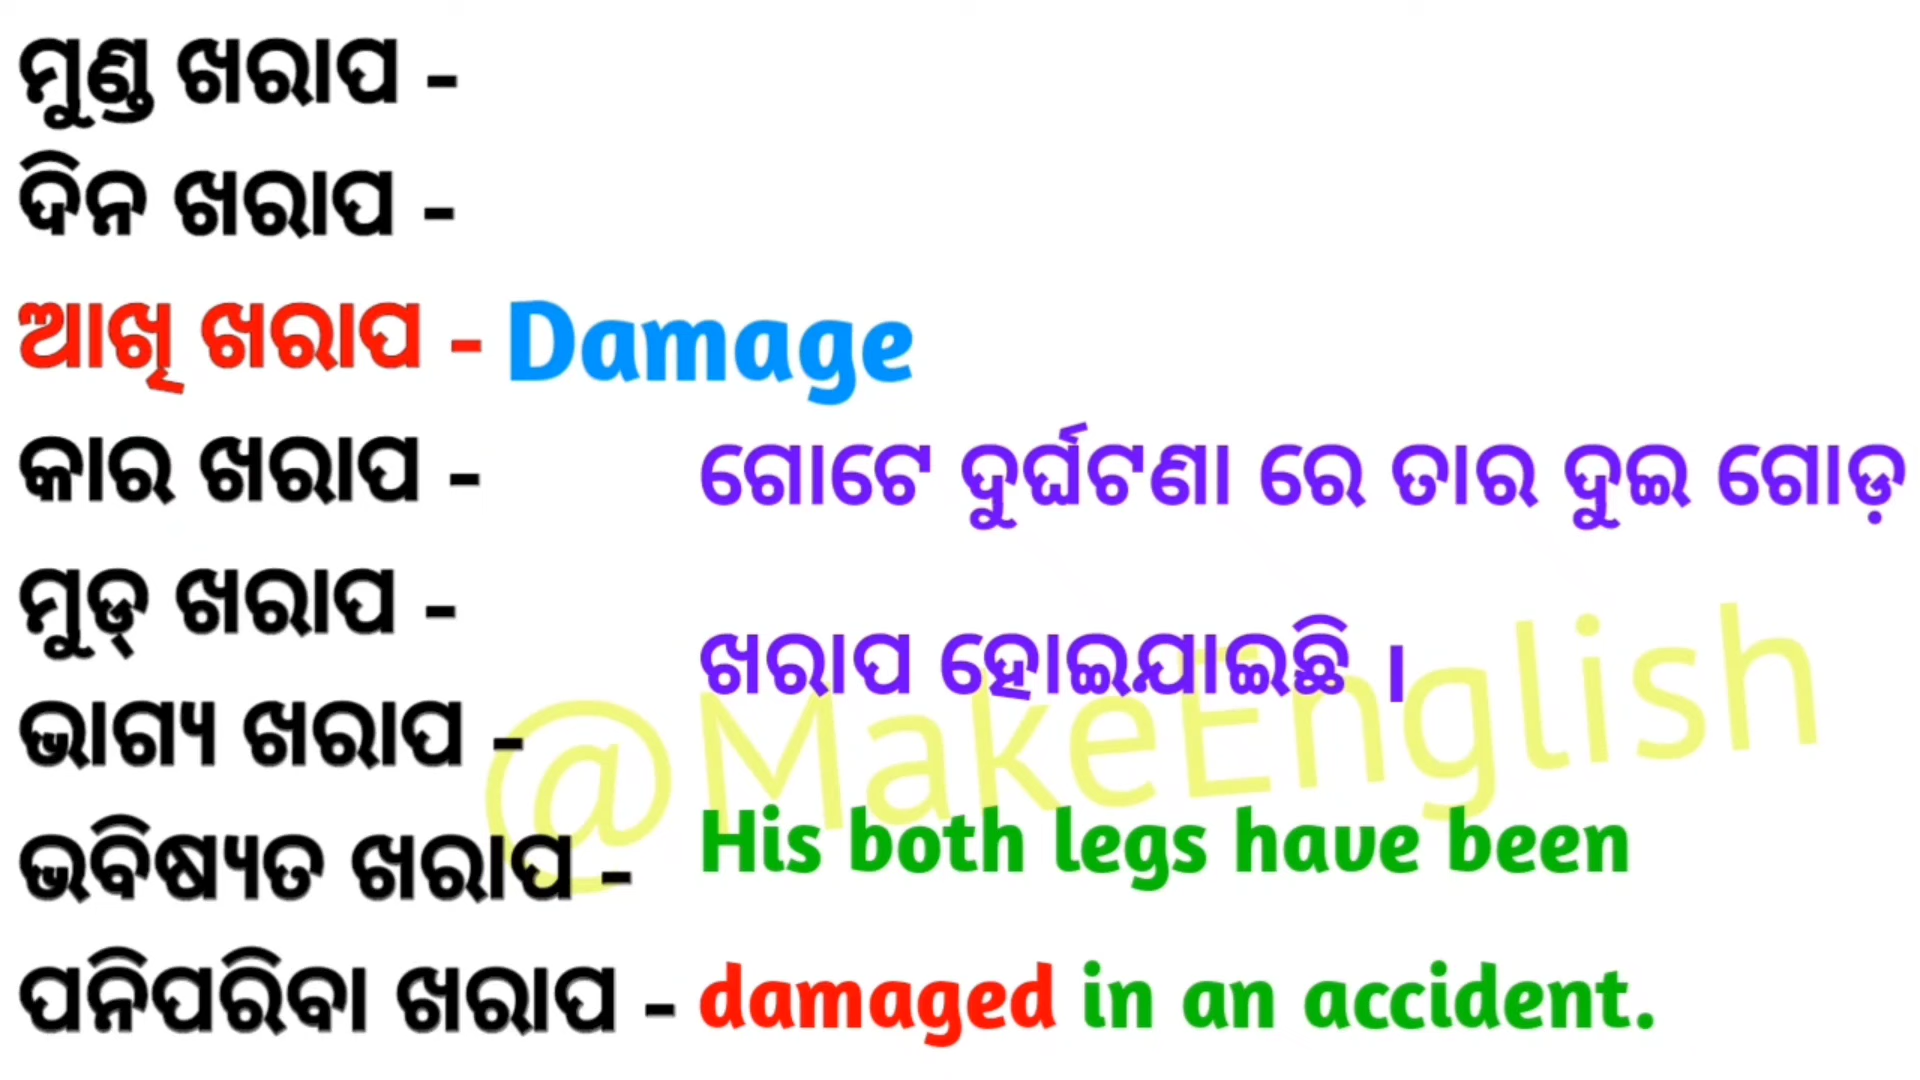 ମୁଣ୍ଡ ଖରାପ -
ଦିନ ଖରାପ -
ଆଖି ଖରାପ - Damage
କାର ଖରାପ -
ଗୋଟେ ଦୁର୍ଘଟଣା ରେ ତାର ଦୁଇ ଗୋଡ଼
ମୁଡ୍ ଖରାପ -
ଖରାପ ହୋଇଯାଇଛି ।
ଭାଗ୍ୟ ଖରାପ -
@MakeEnglish
ଭବିଷ୍ୟତ ଖରାପ -
His both legs have been
ପନିପରିବା ଖରାପ -
damaged in an accident.